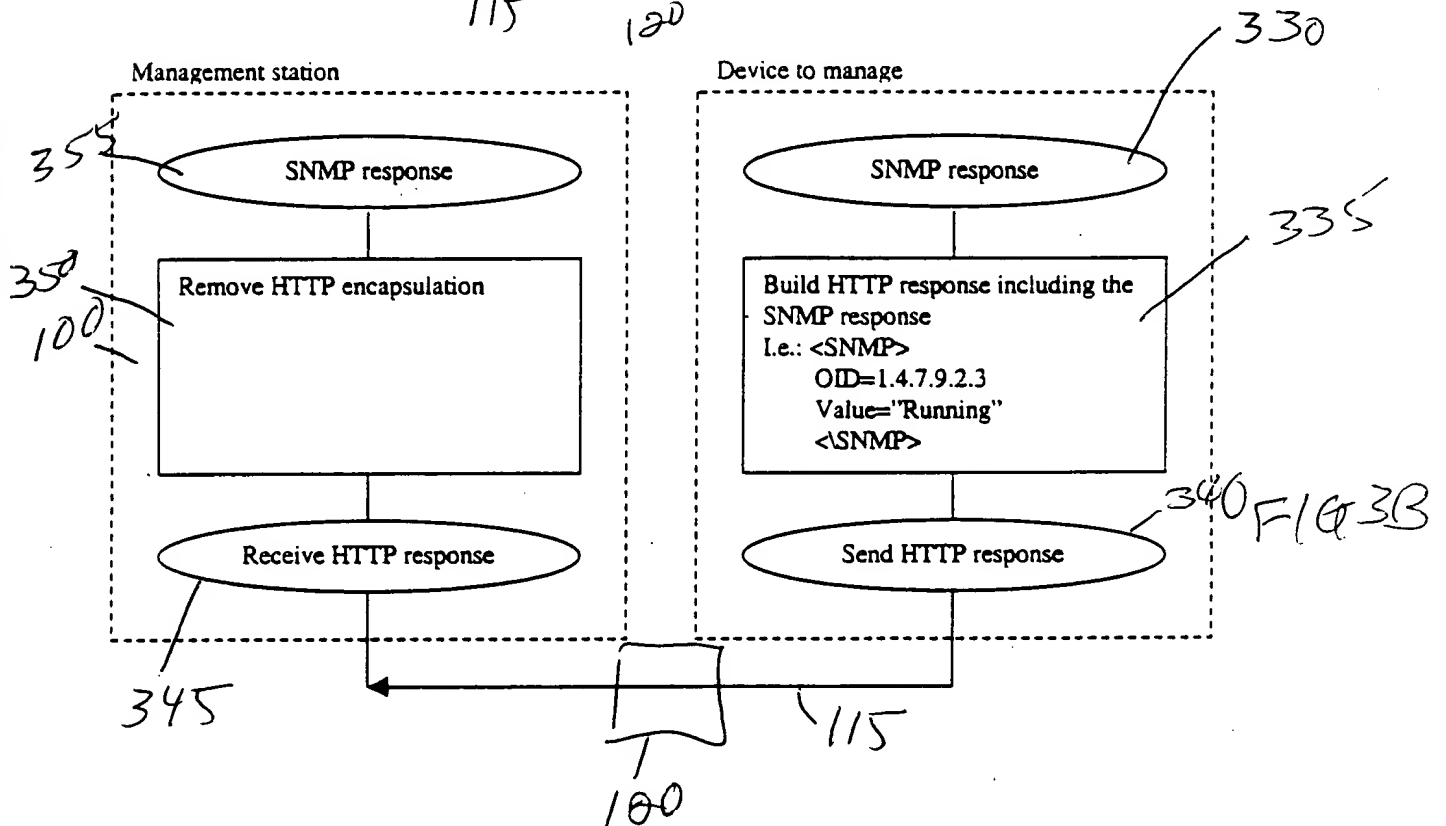 115
120
330
Management station
Device to manage
355
SNMP response
SNMP response
335
350
Remove HTTP encapsulation
100
Build HTTP response including the
SNMP response
I.e.: <SNMP>
OID=1.4.7.9.2.3
Value="Running"
<\SNMP>
340
FIG 3B
Receive HTTP response
Send HTTP response
345
115
100